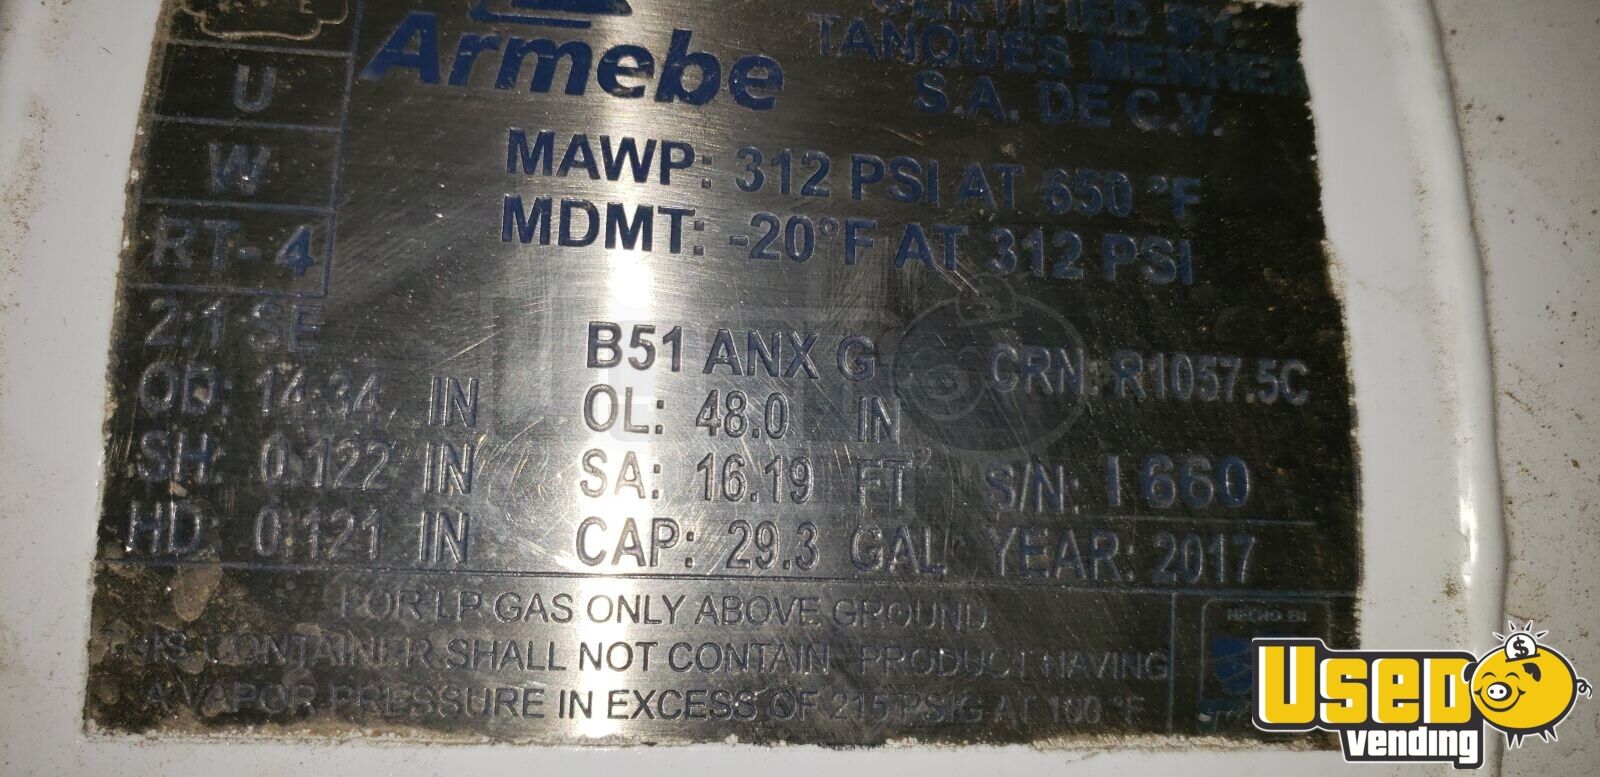 Armebe
CERTIFIED BY:
TANQUES MENHER
S.A. DE C.V.
U
W
RT-4
MAWP: 312 PSI AT 650 °F
MDMT: -20°F AT 312 PSI
2:1 SE
B51 ANX G
CRN: R1057.5C
OD: 14.34 IN
OL: 48.0 IN
SH: 0.122 IN
SA: 16.19 FT²
S/N: I 660
HD: 0.121 IN
CAP: 29.3 GAL
YEAR: 2017
FOR LP GAS ONLY ABOVE GROUND
THIS CONTAINER SHALL NOT CONTAIN PRODUCT HAVING
A VAPOR PRESSURE IN EXCESS OF 215 PSIG AT 100 °F
HECHO EN
USED
vending